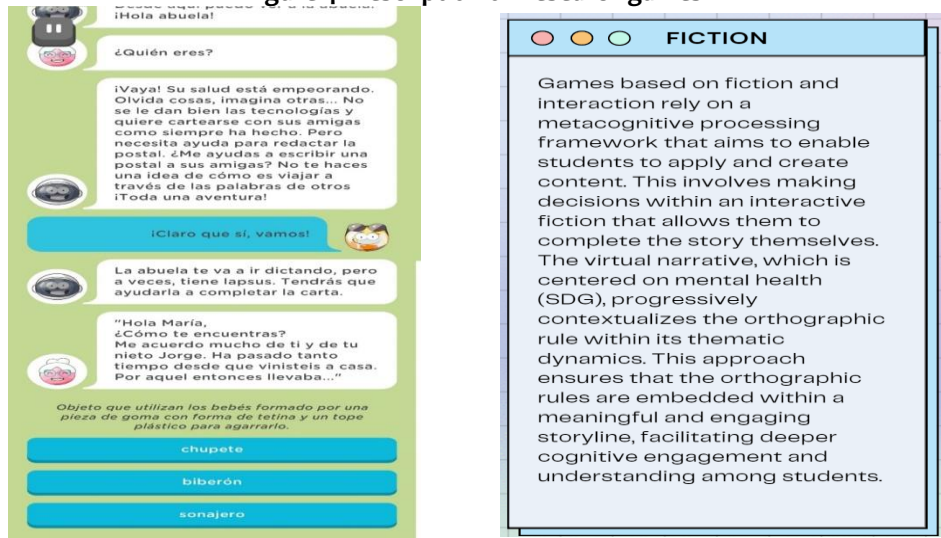 ¡Hola abuela!
¿Quién eres?
¡Vaya! Su salud está empeorando.
Olvida cosas, imagina otras... No
se le dan bien las tecnologías y
quiere cartearse con sus amigas
como siempre ha hecho. Pero
necesita ayuda para redactar la
postal. ¿Me ayudas a escribir una
postal a sus amigas? No te haces
una idea de cómo es viajar a
través de las palabras de otros
¡Toda una aventura!
¡Claro que sí, vamos!
La abuela te va a ir dictando, pero
a veces, tiene lapsus. Tendrás que
ayudarla a completar la carta.
"Hola María,
¿Cómo te encuentras?
Me acuerdo mucho de ti y de tu
nieto Jorge. Ha pasado tanto
tiempo desde que vinisteis a casa.
Por aquel entonces llevaba..."
Objeto que utilizan los bebés formado por una
pieza de goma con forma de tetina y un tope
plástico para agarrarlo.
chupete
biberón
sonajero
FICTION
Games based on fiction and
interaction rely on a
metacognitive processing
framework that aims to enable
students to apply and create
content. This involves making
decisions within an interactive
fiction that allows them to
complete the story themselves.
The virtual narrative, which is
centered on mental health
(SDG), progressively
contextualizes the orthographic
rule within its thematic
dynamics. This approach
ensures that the orthographic
rules are embedded within a
meaningful and engaging
storyline, facilitating deeper
cognitive engagement and
understanding among students.